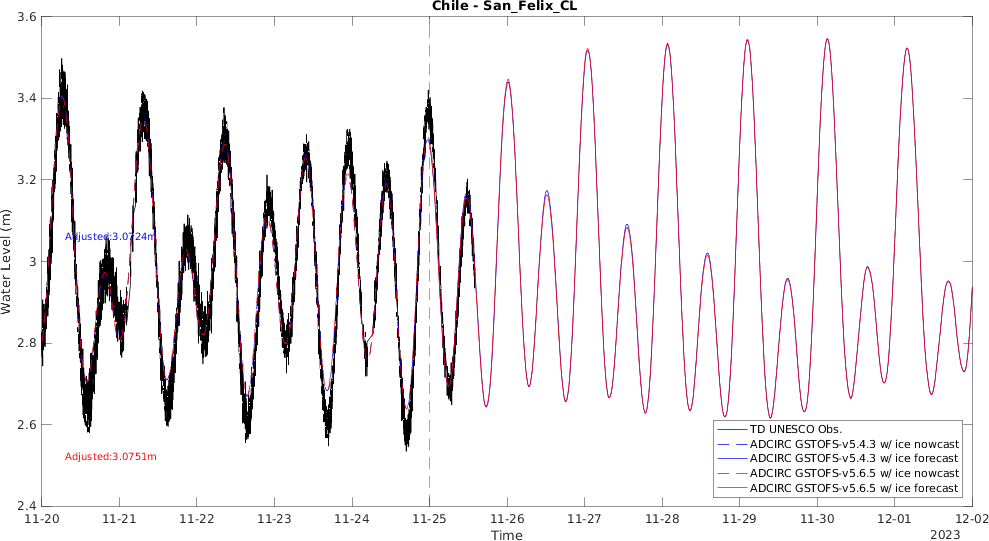 Chile - San_Felix_CL
3.6
3.4
3.2
3
2.8
2.6
2.4
Water Level (m)
Adjusted:3.0724m
Adjusted:3.0751m
TD UNESCO Obs.
ADCIRC GSTOFS-v5.4.3 w/ ice nowcast
ADCIRC GSTOFS-v5.4.3 w/ ice forecast
ADCIRC GSTOFS-v5.6.5 w/ ice nowcast
ADCIRC GSTOFS-v5.6.5 w/ ice forecast
11-20 11-21 11-22 11-23 11-24 11-25 11-26 11-27 11-28 11-29 11-30 12-01 12-02
Time
2023